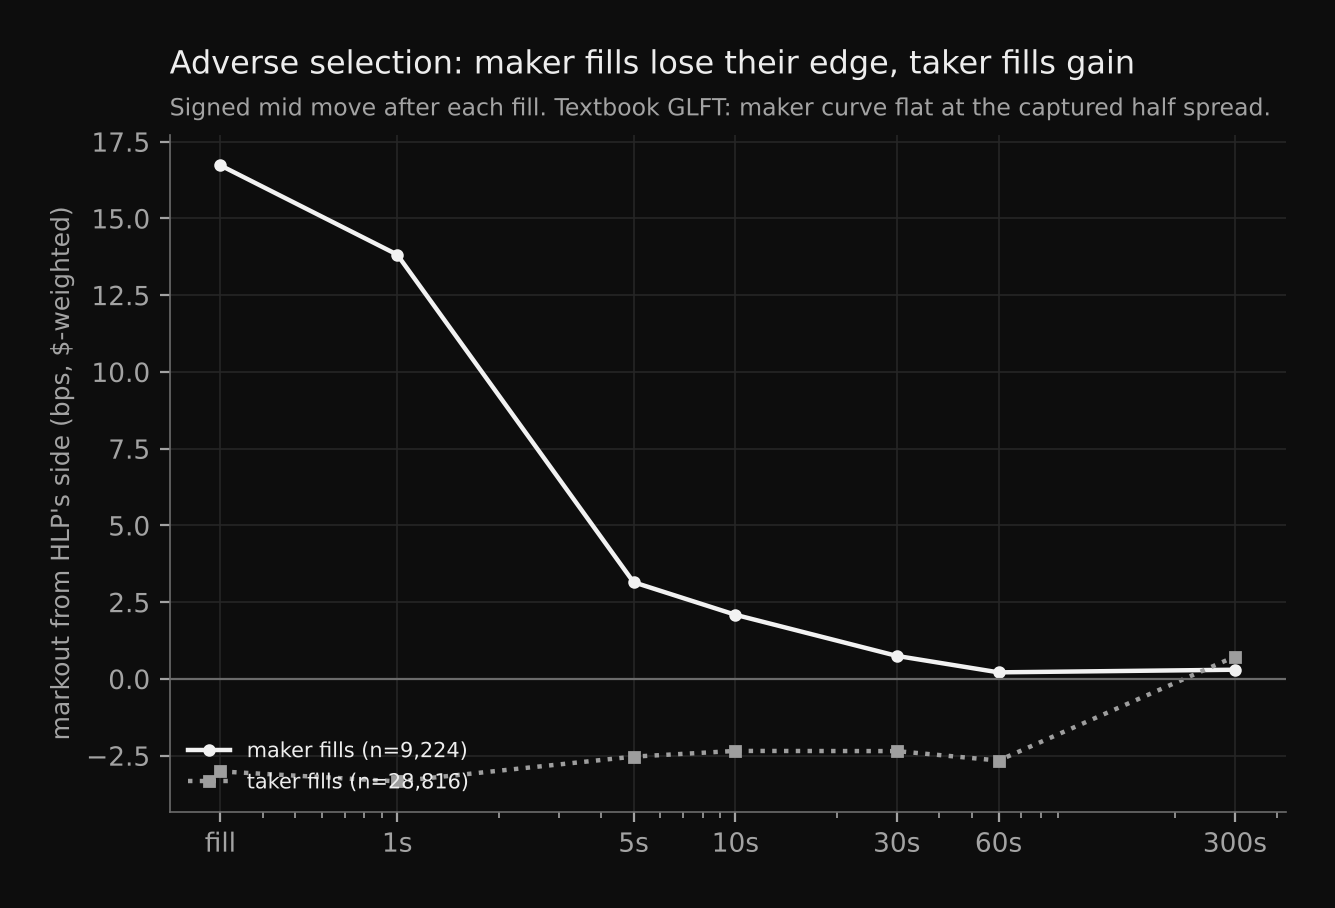 Adverse selection: maker fills lose their edge, taker fills gain
Signed mid move after each fill. Textbook GLFT: maker curve flat at the captured half spread.
markout from HLP's side (bps, $-weighted)
17.5
15.0
12.5
10.0
7.5
5.0
2.5
0.0
−2.5
maker fills (n=9,224)
taker fills (n=28,816)
fill 1s 5s 10s 30s 60s 300s